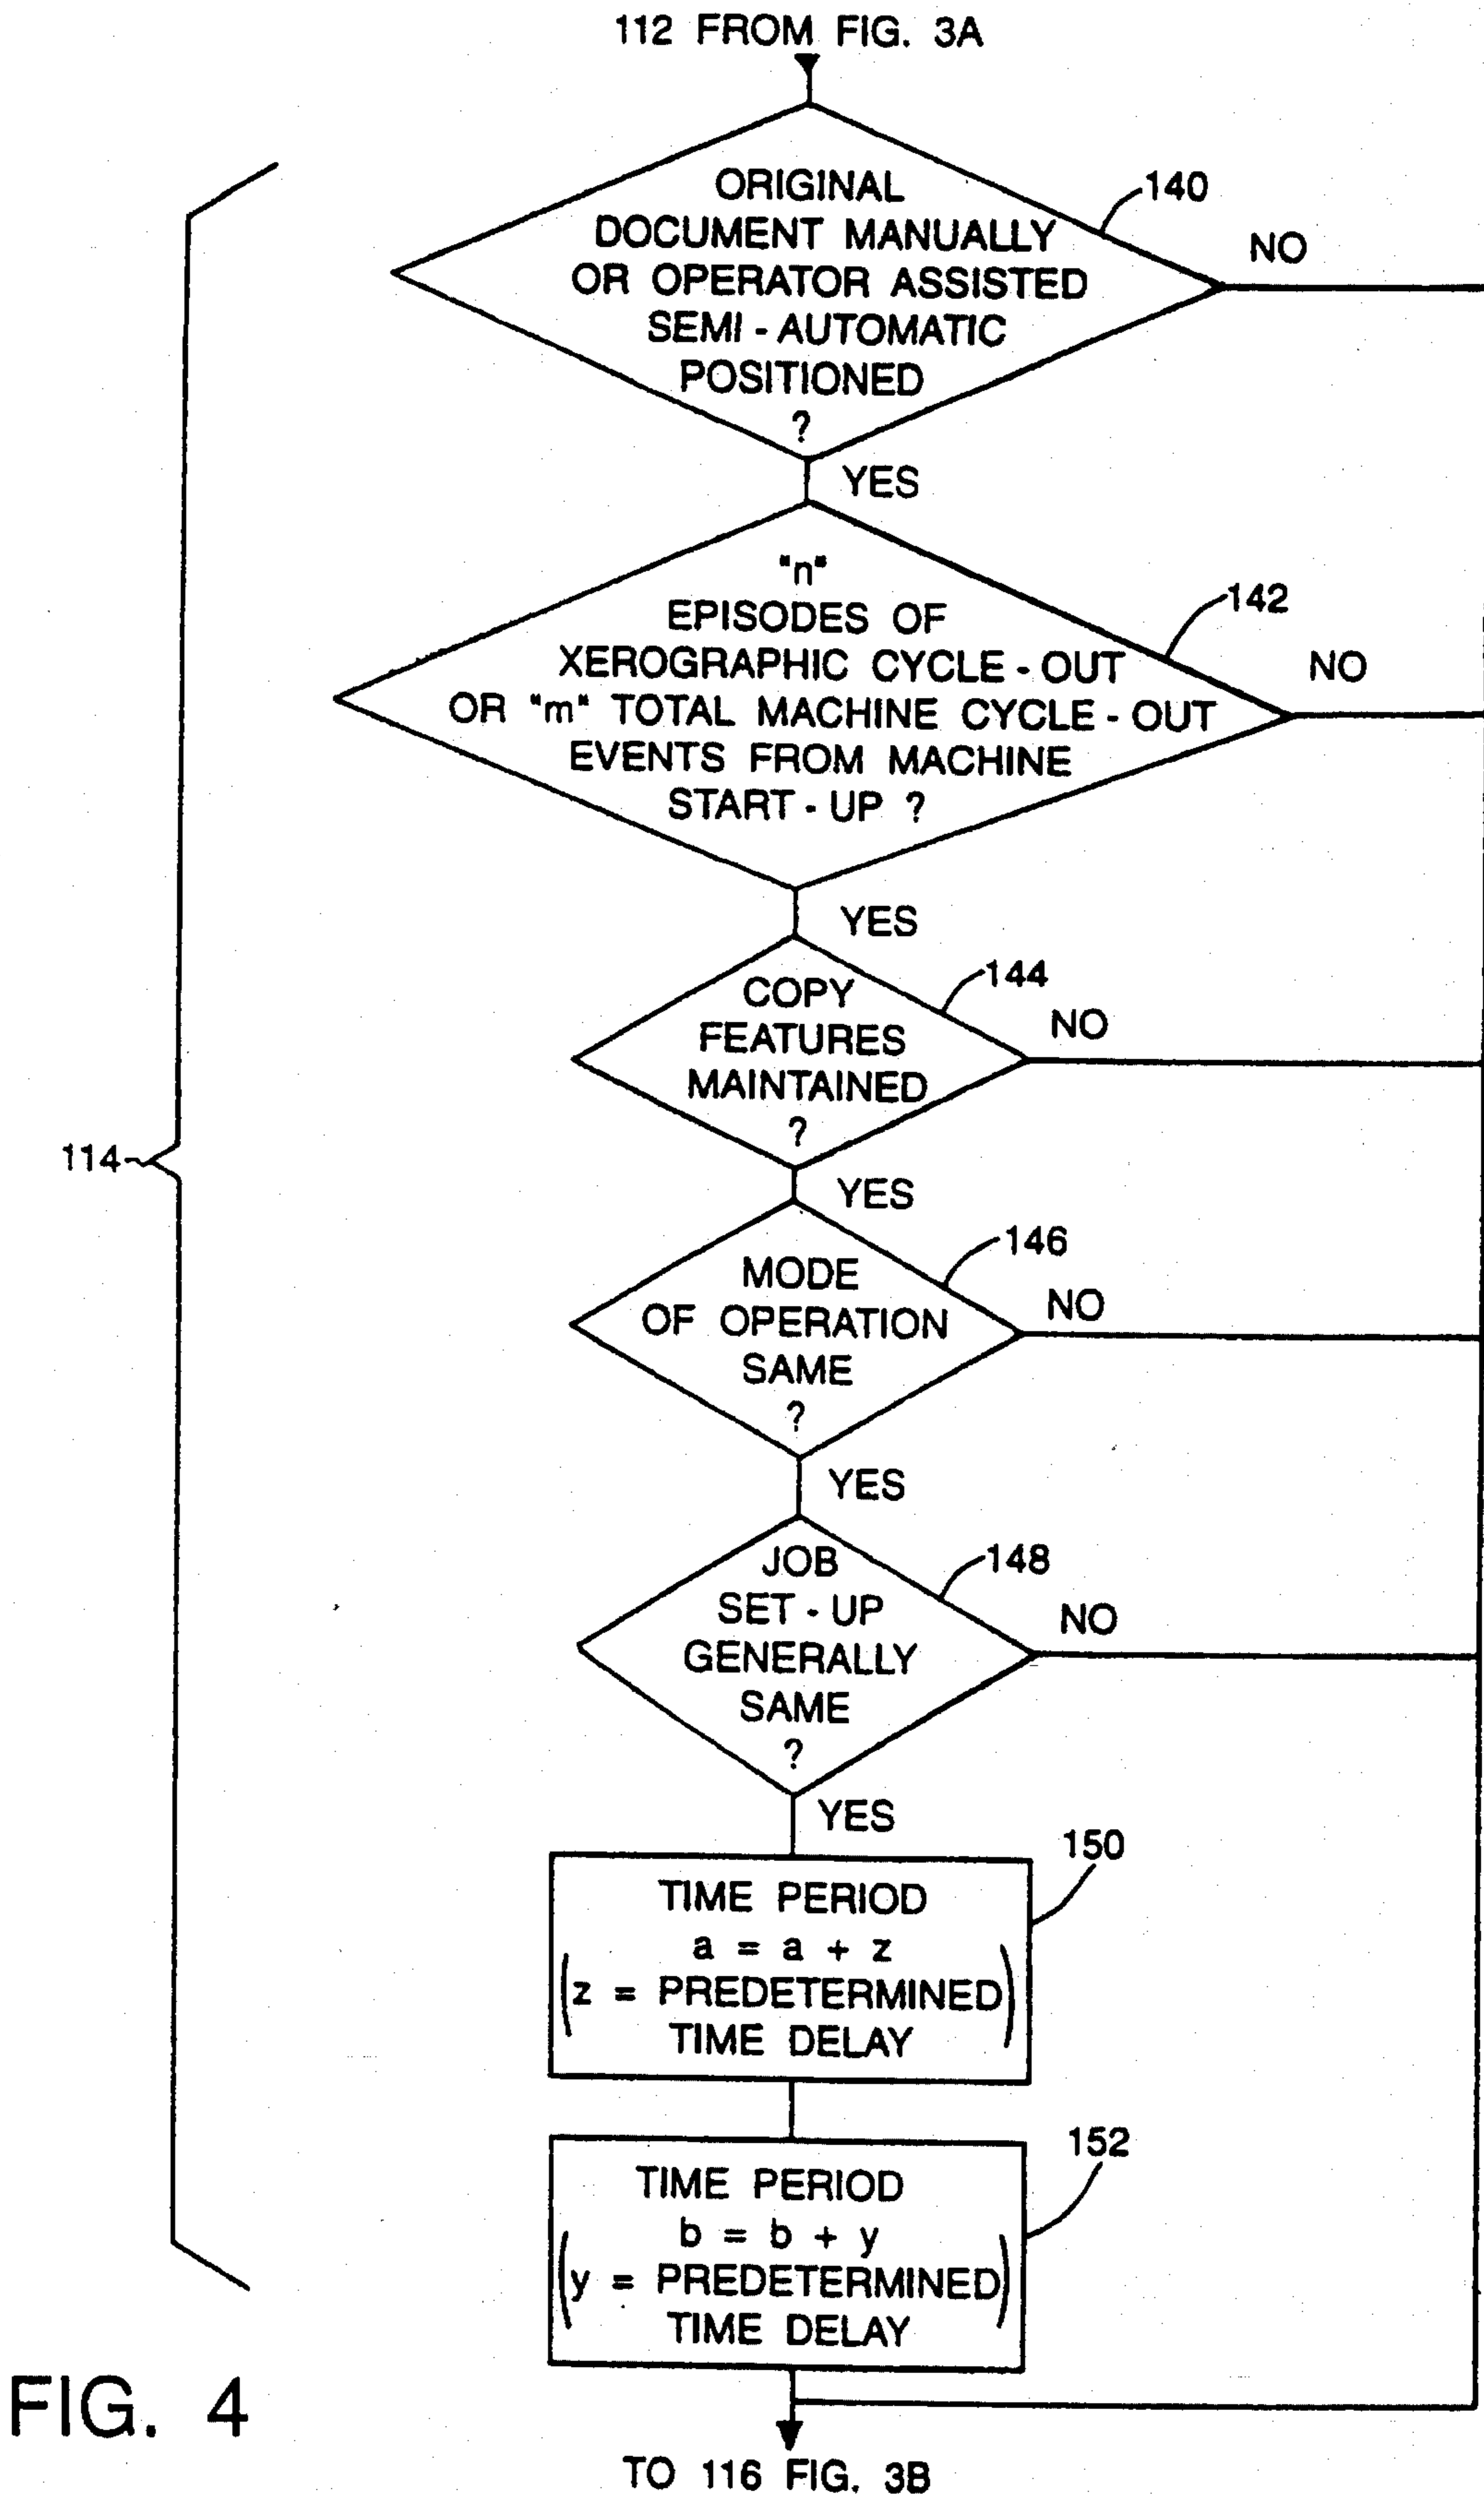 112 FROM FIG. 3A
ORIGINAL
DOCUMENT MANUALLY
OR OPERATOR ASSISTED
SEMI - AUTOMATIC
POSITIONED
?
140
NO
YES
"n"
EPISODES OF
XEROGRAPHIC CYCLE - OUT
OR "m" TOTAL MACHINE CYCLE - OUT
EVENTS FROM MACHINE
START - UP ?
142
NO
YES
COPY
FEATURES
MAINTAINED
?
144
NO
114
YES
MODE
OF OPERATION
SAME
?
146
NO
YES
JOB
SET - UP
GENERALLY
SAME
?
148
NO
YES
150
TIME PERIOD
a = a + z
(z = PREDETERMINED)
TIME DELAY
152
TIME PERIOD
b = b + y
(y = PREDETERMINED)
TIME DELAY
FIG. 4
TO 116 FIG. 3B